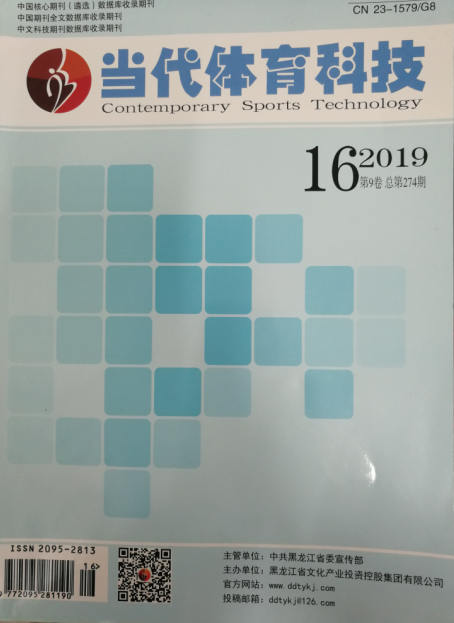 中国核心期刊(遴选)数据库收录期刊
中国期刊全文数据库收录期刊
中文科技期刊数据库收录期刊
CN 23-1579/G8
当代体育科技
Contemporary Sports Technology
16 2019
第9卷 总第274期
ISSN 2095-2813
16>
9 772095 281190
主管单位：中共黑龙江省委宣传部
主办单位：黑龙江省文化产业投资控股集团有限公司
官方网站：www.ddtykj.com
投稿邮箱：ddtykj@126.com